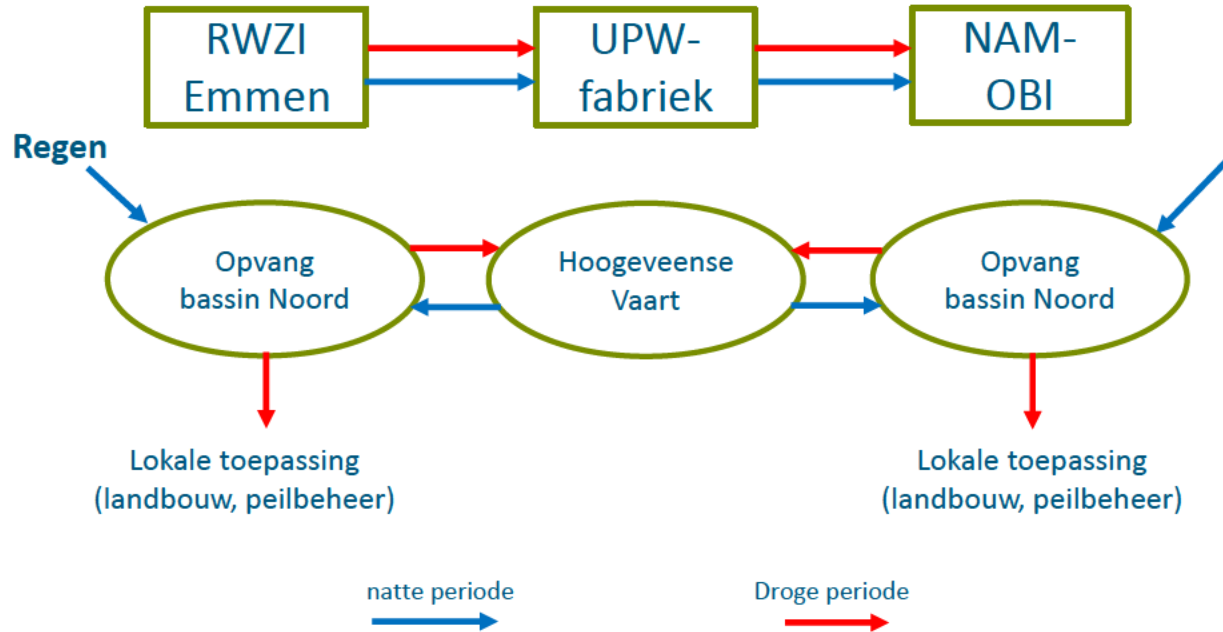 RWZI
Emmen
UPW-
fabriek
NAM-
OBI
Regen
Opvang
bassin Noord
Hoogeveense
Vaart
Opvang
bassin Noord
Lokale toepassing
(landbouw, peilbeheer)
Lokale toepassing
(landbouw, peilbeheer)
natte periode
Droge periode